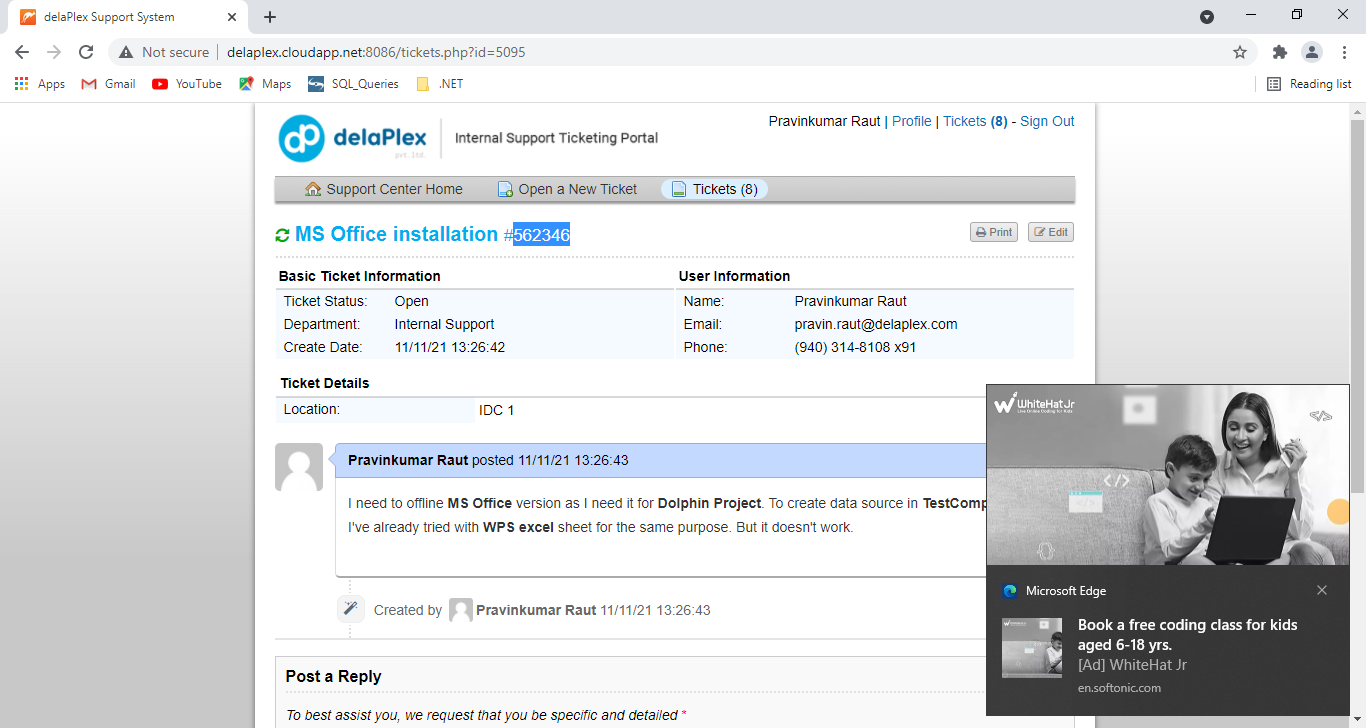 delaPlex Support System
Not secure
delaplex.cloudapp.net:8086/tickets.php?id=5095
Apps
Gmail
YouTube
Maps
SQL_Queries
.NET
Reading list
dp delaPlex
pvt.ltd.
Internal Support Ticketing Portal
Pravinkumar Raut | Profile | Tickets (8) - Sign Out
Support Center Home
Open a New Ticket
Tickets (8)
MS Office installation #562346
Print
Edit
Basic Ticket Information
Ticket Status: Open
Department: Internal Support
Create Date: 11/11/21 13:26:42
User Information
Name: Pravinkumar Raut
Email: pravin.raut@delaplex.com
Phone: (940) 314-8108 x91
Ticket Details
Location: IDC 1
Pravinkumar Raut posted 11/11/21 13:26:43
I need to offline MS Office version as I need it for Dolphin Project. To create data source in TestComp
I've already tried with WPS excel sheet for the same purpose. But it doesn't work.
Created by Pravinkumar Raut 11/11/21 13:26:43
Post a Reply
To best assist you, we request that you be specific and detailed *
WhiteHat Jr
Live Online Coding for Kids
</>
</>
Microsoft Edge
Book a free coding class for kids
aged 6-18 yrs.
[Ad] WhiteHat Jr
en.softonic.com